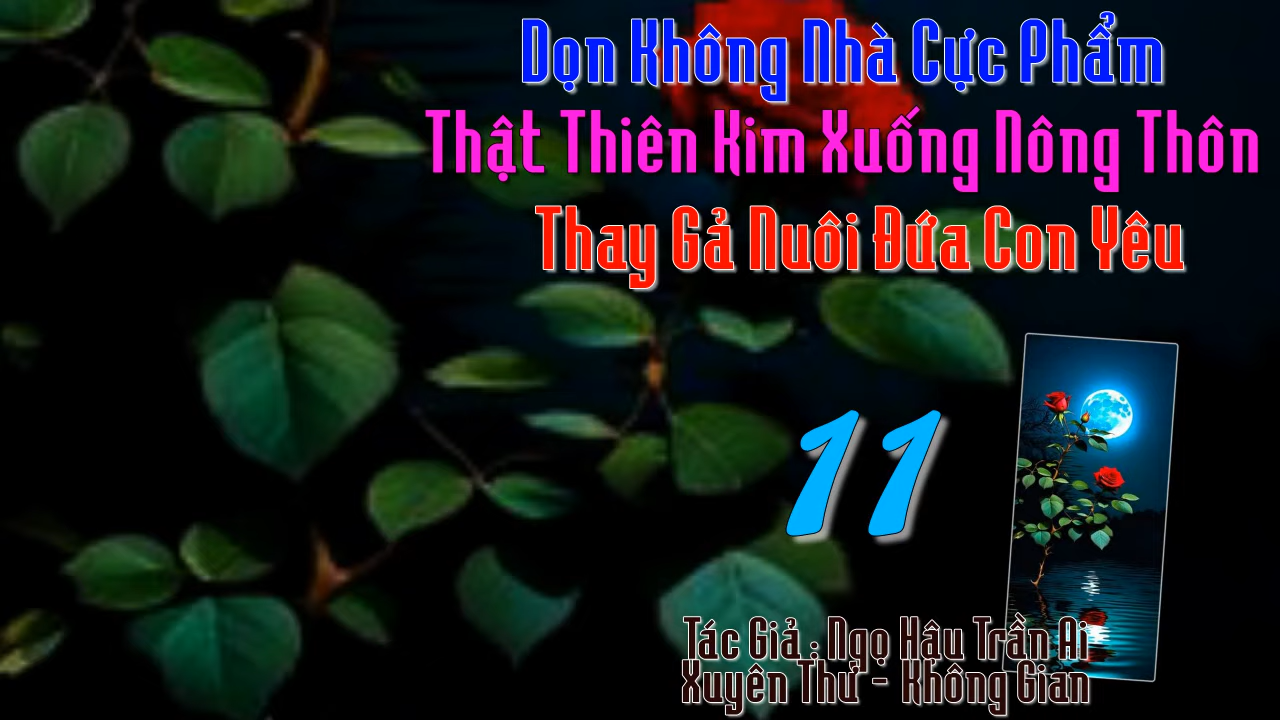 Dọn Không Nhà Cực Phẩm
Thật Thiên Kim Xuống Nông Thôn
Thay Gả Nuôi Đứa Con Yêu
11
Tác Giả : Ngọ Hậu Trần Ai
Xuyên Thư - Không Gian